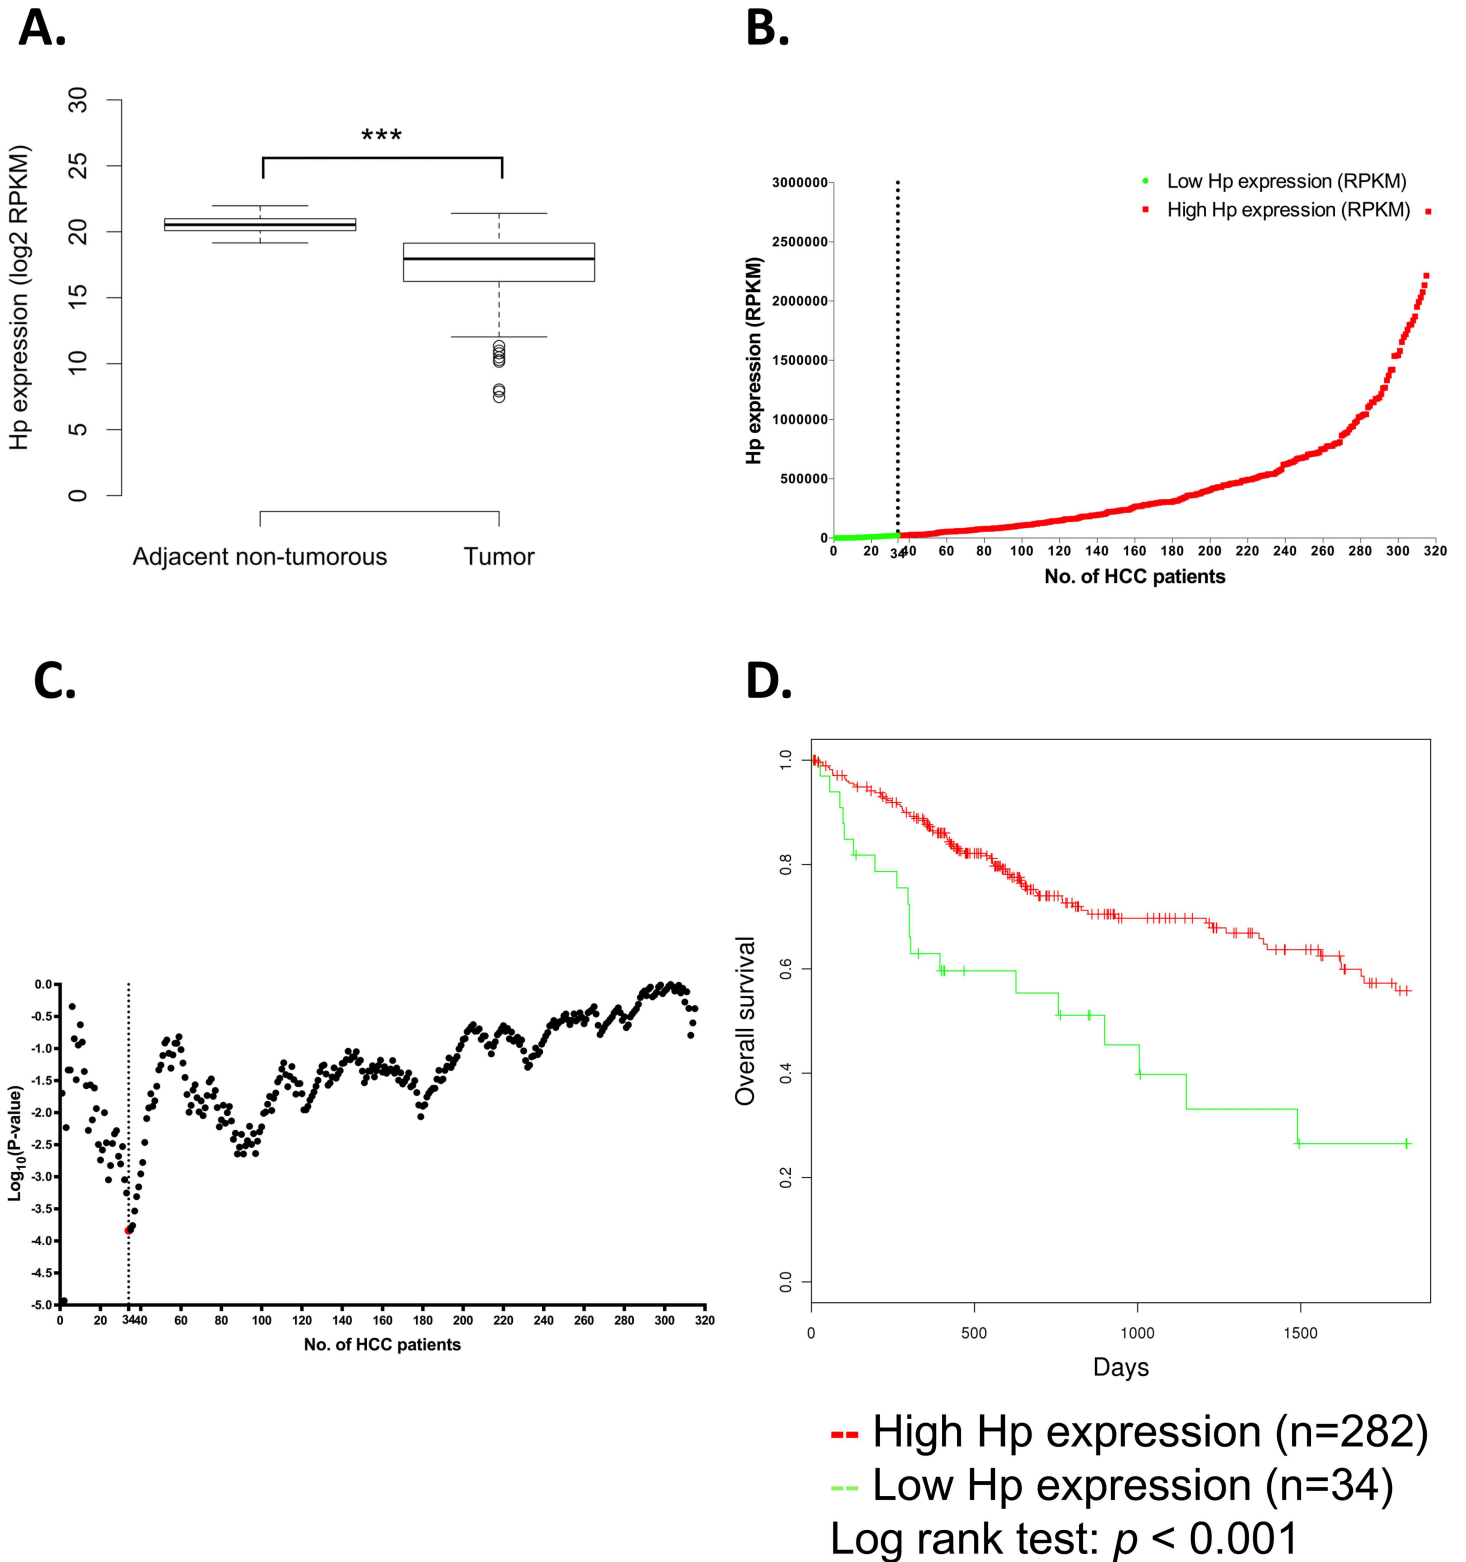 A.
Hp expression (log2 RPKM)
30
25
20
15
10
5
0
***
Adjacent non-tumorous
Tumor
B.
Low Hp expression (RPKM)
High Hp expression (RPKM)
Hp expression (RPKM)
3000000
2500000
2000000
1500000
1000000
500000
0
0 20 34 40 60 80 100 120 140 160 180 200 220 240 260 280 300 320
No. of HCC patients
C.
Log10(P-value)
0.0
-0.5
-1.0
-1.5
-2.0
-2.5
-3.0
-3.5
-4.0
-4.5
-5.0
0 20 34 40 60 80 100 120 140 160 180 200 220 240 260 280 300 320
No. of HCC patients
D.
Overall survival
1.0
0.8
0.6
0.4
0.2
0.0
0 500 1000 1500
Days
High Hp expression (n=282)
Low Hp expression (n=34)
Log rank test: p < 0.001